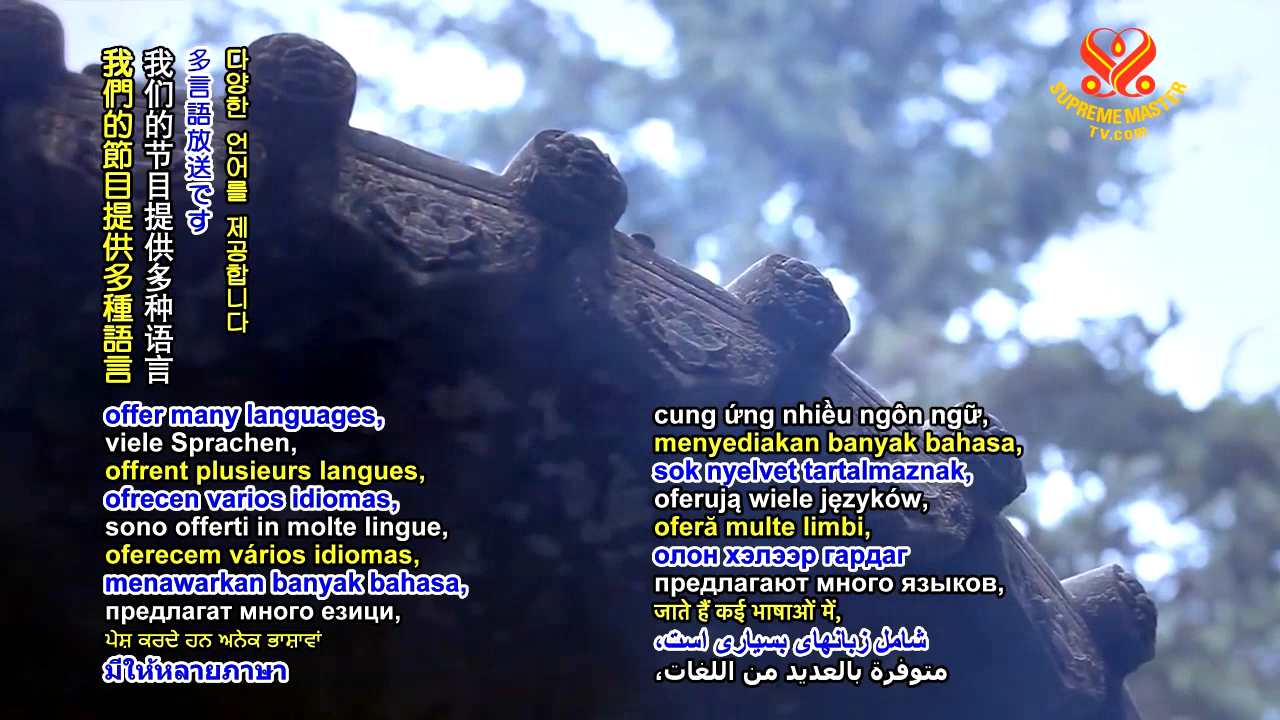 我們的節目提供多種語言
我们的节目提供多种语言
多言語放送です
다양한 언어를 제공합니다
SUPREME MASTER
TV.com
offer many languages,
viele Sprachen,
offrent plusieurs langues,
ofrecen varios idiomas,
sono offerti in molte lingue,
oferecem vários idiomas,
menawarkan banyak bahasa,
предлагат много езици,
ਪੇਸ਼ ਕਰਦੇ ਹਨ ਅਨੇਕ ਭਾਸ਼ਾਵਾਂ
มีให้หลายภาษา
cung ứng nhiều ngôn ngữ,
menyediakan banyak bahasa,
sok nyelvet tartalmaznak,
oferują wiele języków,
oferă multe limbi,
олон хэлээр гардаг
предлагают много языков,
जाते हैं कई भाषाओं में,
شامل زبانهای بسیاری است،
متوفرة بالعديد من اللغات،